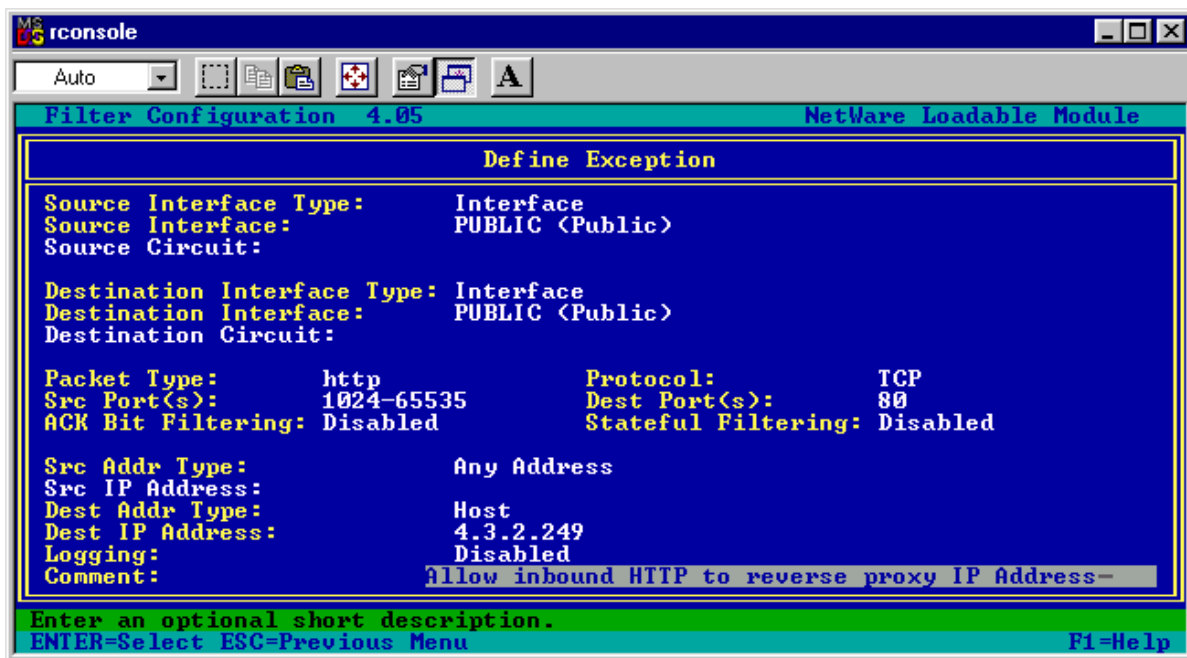 MS DS rconsole
Auto A
Filter Configuration 4.05 NetWare Loadable Module
Define Exception
Source Interface Type: Interface
Source Interface: PUBLIC <Public>
Source Circuit:
Destination Interface Type: Interface
Destination Interface: PUBLIC <Public>
Destination Circuit:
Packet Type: http Protocol: TCP
Src Port(s): 1024-65535 Dest Port(s): 80
ACK Bit Filtering: Disabled Stateful Filtering: Disabled
Src Addr Type: Any Address
Src IP Address:
Dest Addr Type: Host
Dest IP Address: 4.3.2.249
Logging: Disabled
Comment: Allow inbound HTTP to reverse proxy IP Address
Enter an optional short description.
ENTER=Select ESC=Previous Menu F1=Help